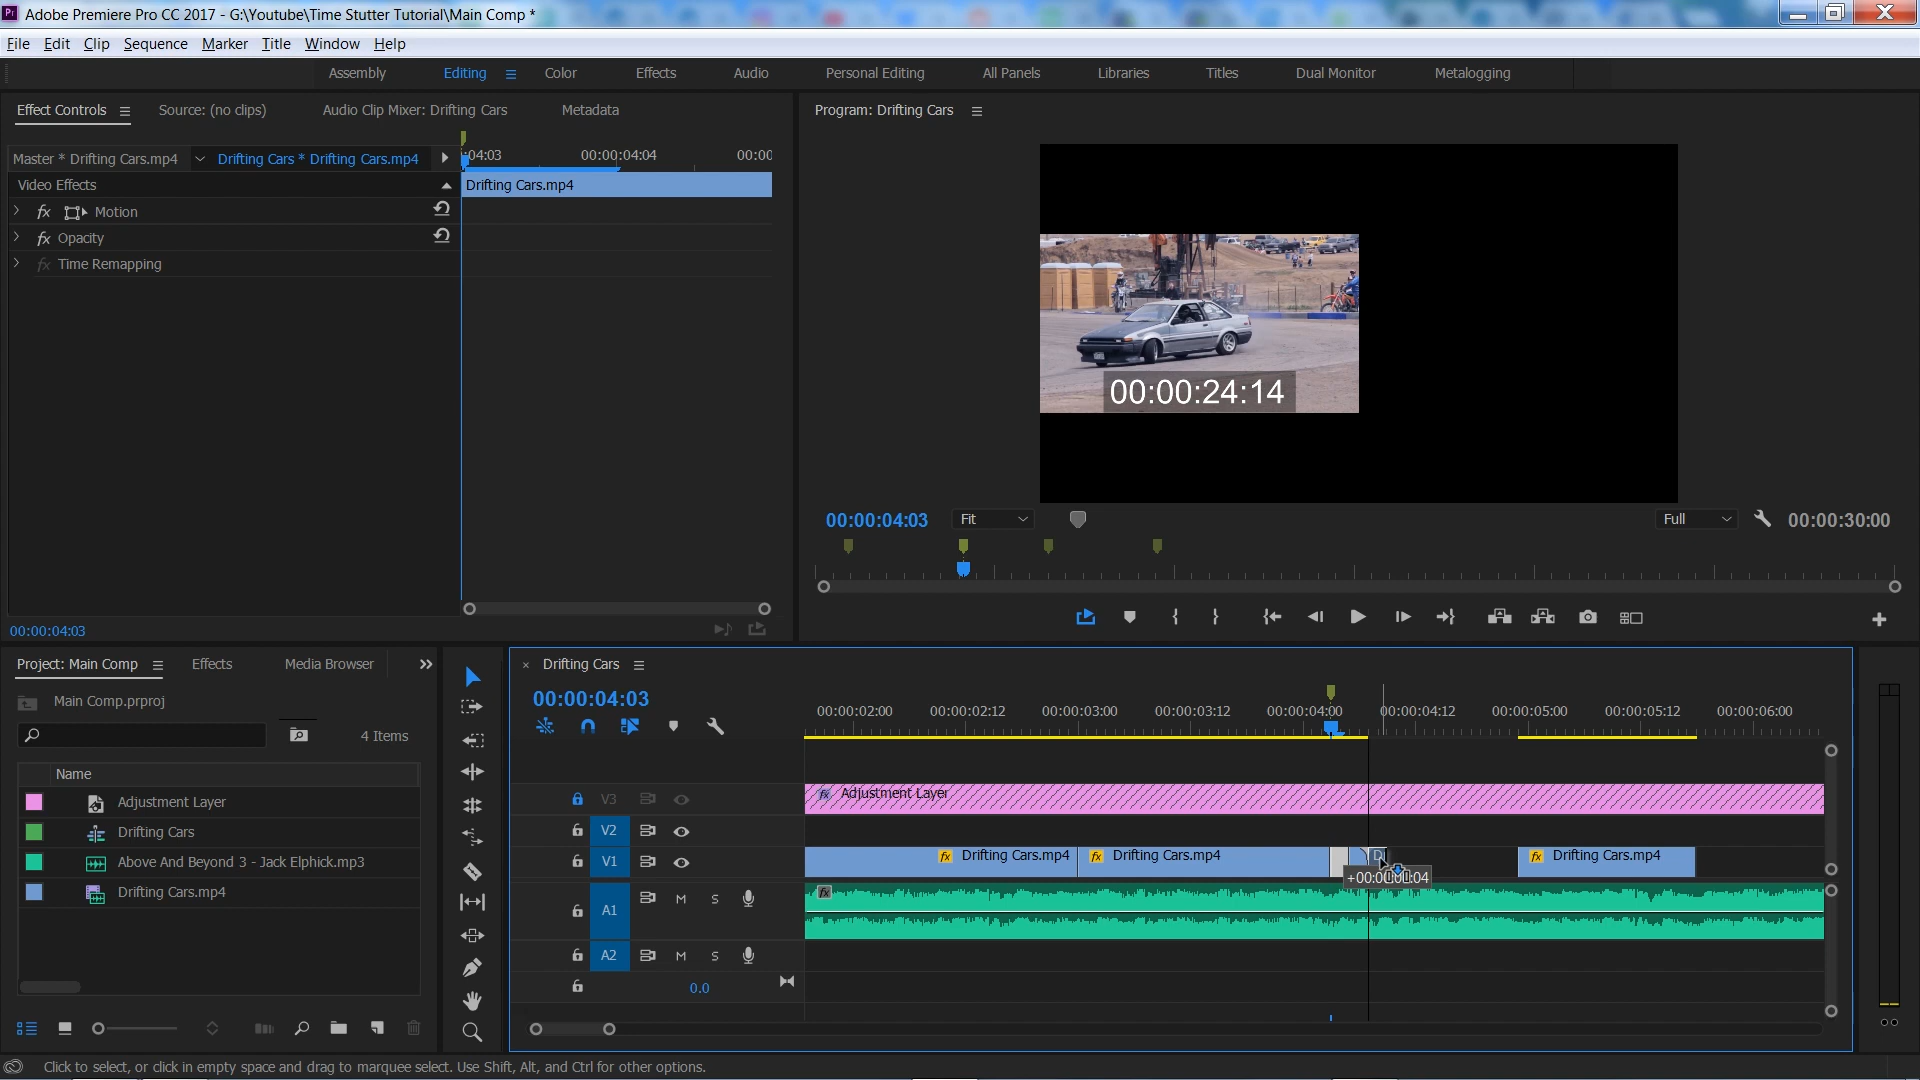 Adobe Premiere Pro CC 2017 - G:\Youtube\Time Stutter Tutorial\Main Comp *
File Edit Clip Sequence Marker Title Window Help
Assembly Editing Color Effects Audio Personal Editing All Panels Libraries Titles Dual Monitor Metalogging
Effect Controls Source: (no clips) Audio Clip Mixer: Drifting Cars Metadata
Master * Drifting Cars.mp4 Drifting Cars * Drifting Cars.mp4
:04:03 00:00:04:04 00:00
Video Effects
Drifting Cars.mp4
fx Motion
fx Opacity
fx Time Remapping
00:00:04:03
Program: Drifting Cars
00:00:24:14
00:00:04:03 Fit Full 00:00:30:00
Project: Main Comp Effects Media Browser
Main Comp.prproj
4 Items
Name
Adjustment Layer
Drifting Cars
Above And Beyond 3 - Jack Elphick.mp3
Drifting Cars.mp4
Drifting Cars
00:00:04:03
00:00:02:00 00:00:02:12 00:00:03:00 00:00:03:12 00:00:04:00 00:00:04:12 00:00:05:00 00:00:05:12 00:00:06:00
V3 fx Adjustment Layer
V2
V1 fx Drifting Cars.mp4 fx Drifting Cars.mp4 D fx Drifting Cars.mp4
A1 M S fx
A2 M S
0.0
Click to select, or click in empty space and drag to marquee select. Use Shift, Alt, and Ctrl for other options.